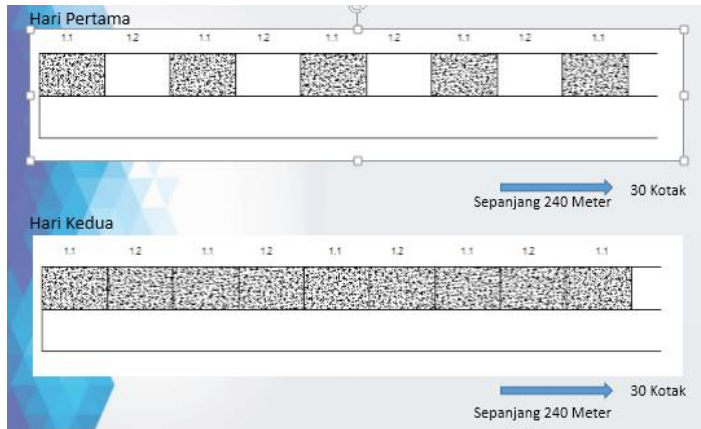 Hari Pertama
1.1 1.2 1.1 1.2 1.1 1.2 1.1 1.2 1.1
30 Kotak
Sepanjang 240 Meter
Hari Kedua
1.1 1.2 1.1 1.2 1.1 1.2 1.1 1.2 1.1
30 Kotak
Sepanjang 240 Meter